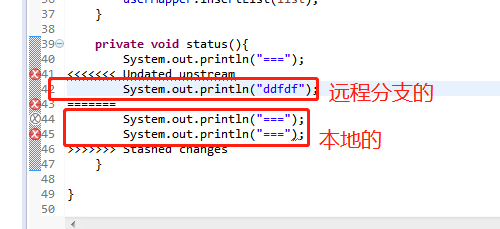 userMapper.insertList(list);
37 }
38
39 private void status(){
40 System.out.println("===");
41 <<<<<<< Updated upstream
42 System.out.println("ddfdf"); 远程分支的
43 =======
44 System.out.println("===");
45 System.out.println("==="); 本地的
46 >>>>>>> Stashed changes
47 }
48
49 }
50